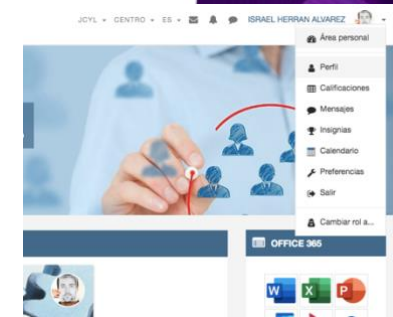 JCYL CENTRO ES ISRAEL HERRAN ALVAREZ
Área personal
Perfil
Calificaciones
Mensajes
Insignias
Calendario
Preferencias
Salir
Cambiar rol a...
OFFICE 365
W X P